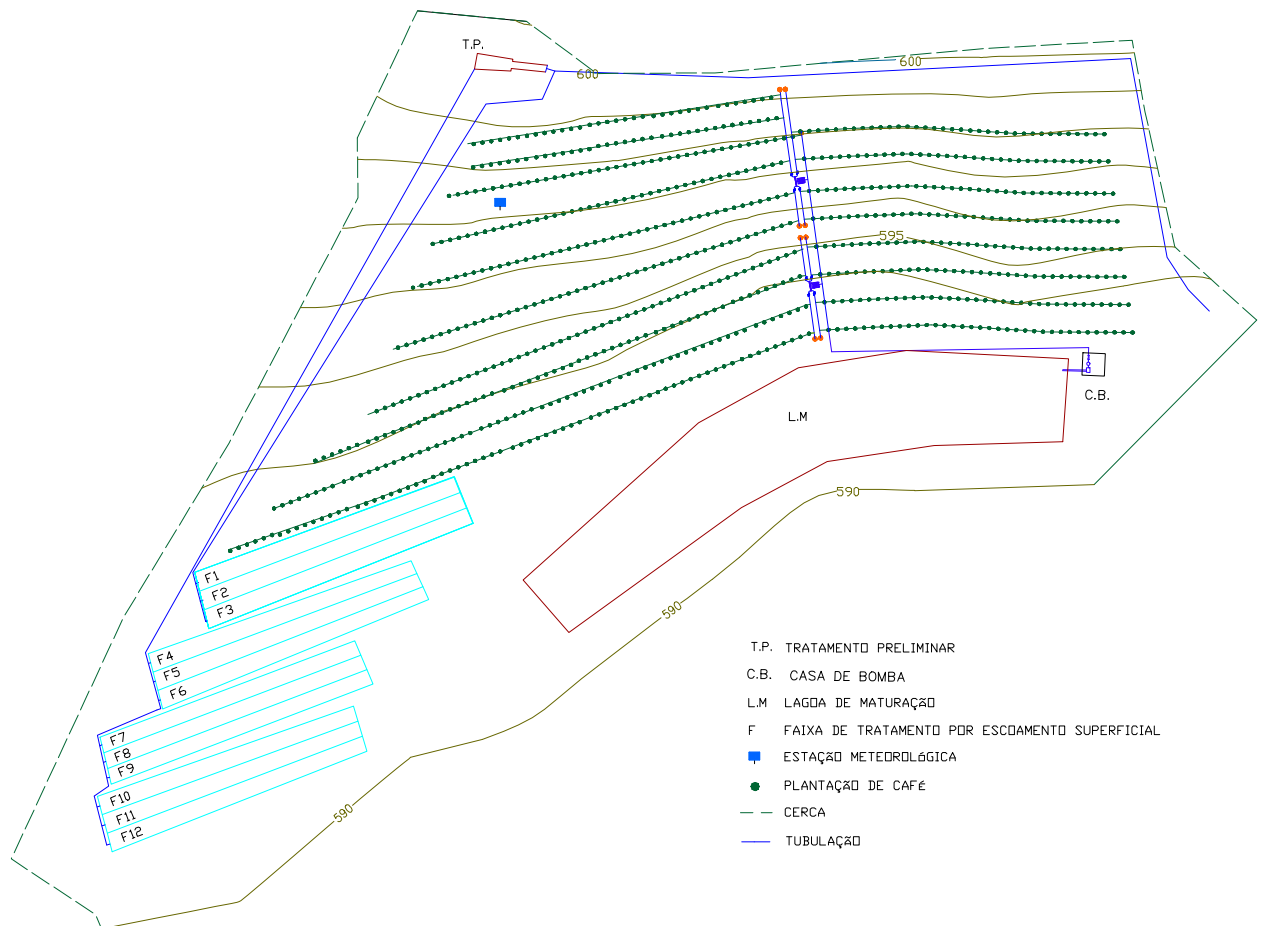 T.P.
600
600
595
C.B.
L.M
590
F1
F2
F3
590
F4
F5
F6
F7
F8
F9
F10
F11
F12
590
T.P. TRATAMENTO PRELIMINAR
C.B. CASA DE BOMBA
L.M LAGOA DE MATURAÇÃO
F FAIXA DE TRATAMENTO POR ESCOAMENTO SUPERFICIAL
ESTAÇÃO METEOROLóGICA
PLANTAÇÃO DE CAFÉ
CERCA
TUBULAÇÃO